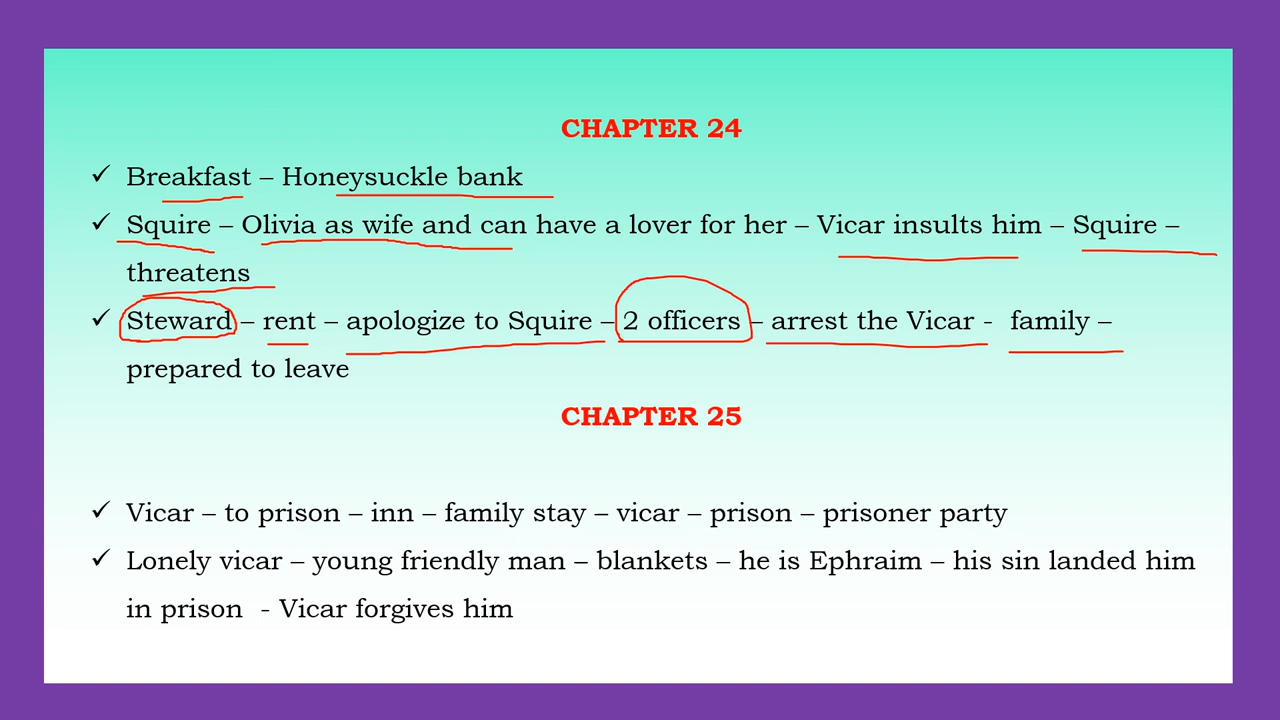 CHAPTER 24
✓ Breakfast – Honeysuckle bank
✓ Squire – Olivia as wife and can have a lover for her – Vicar insults him – Squire –
threatens
✓ Steward – rent – apologize to Squire – 2 officers – arrest the Vicar - family –
prepared to leave
CHAPTER 25
✓ Vicar – to prison – inn – family stay – vicar – prison – prisoner party
✓ Lonely vicar – young friendly man – blankets – he is Ephraim – his sin landed him
in prison - Vicar forgives him